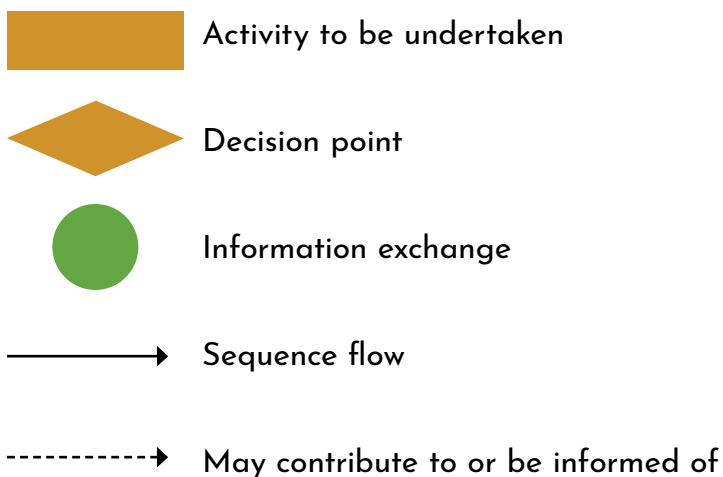 Activity to be undertaken
Decision point
Information exchange
Sequence flow
May contribute to or be informed of